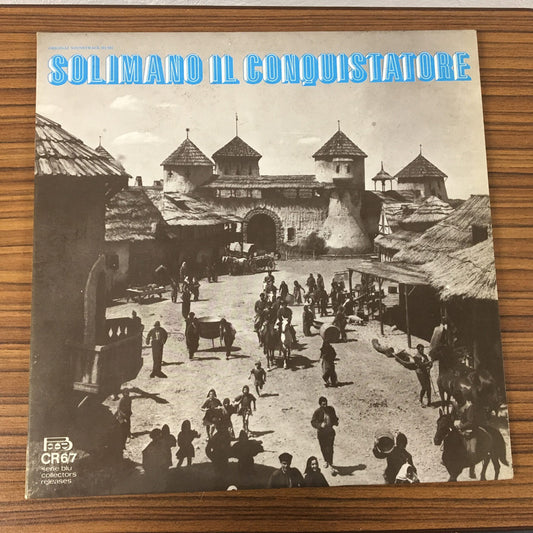 ORIGINAL SOUNDTRACK MUSIC
SOLIMANO IL CONQUISTATORE
CR67
serie blu
collectors
releases